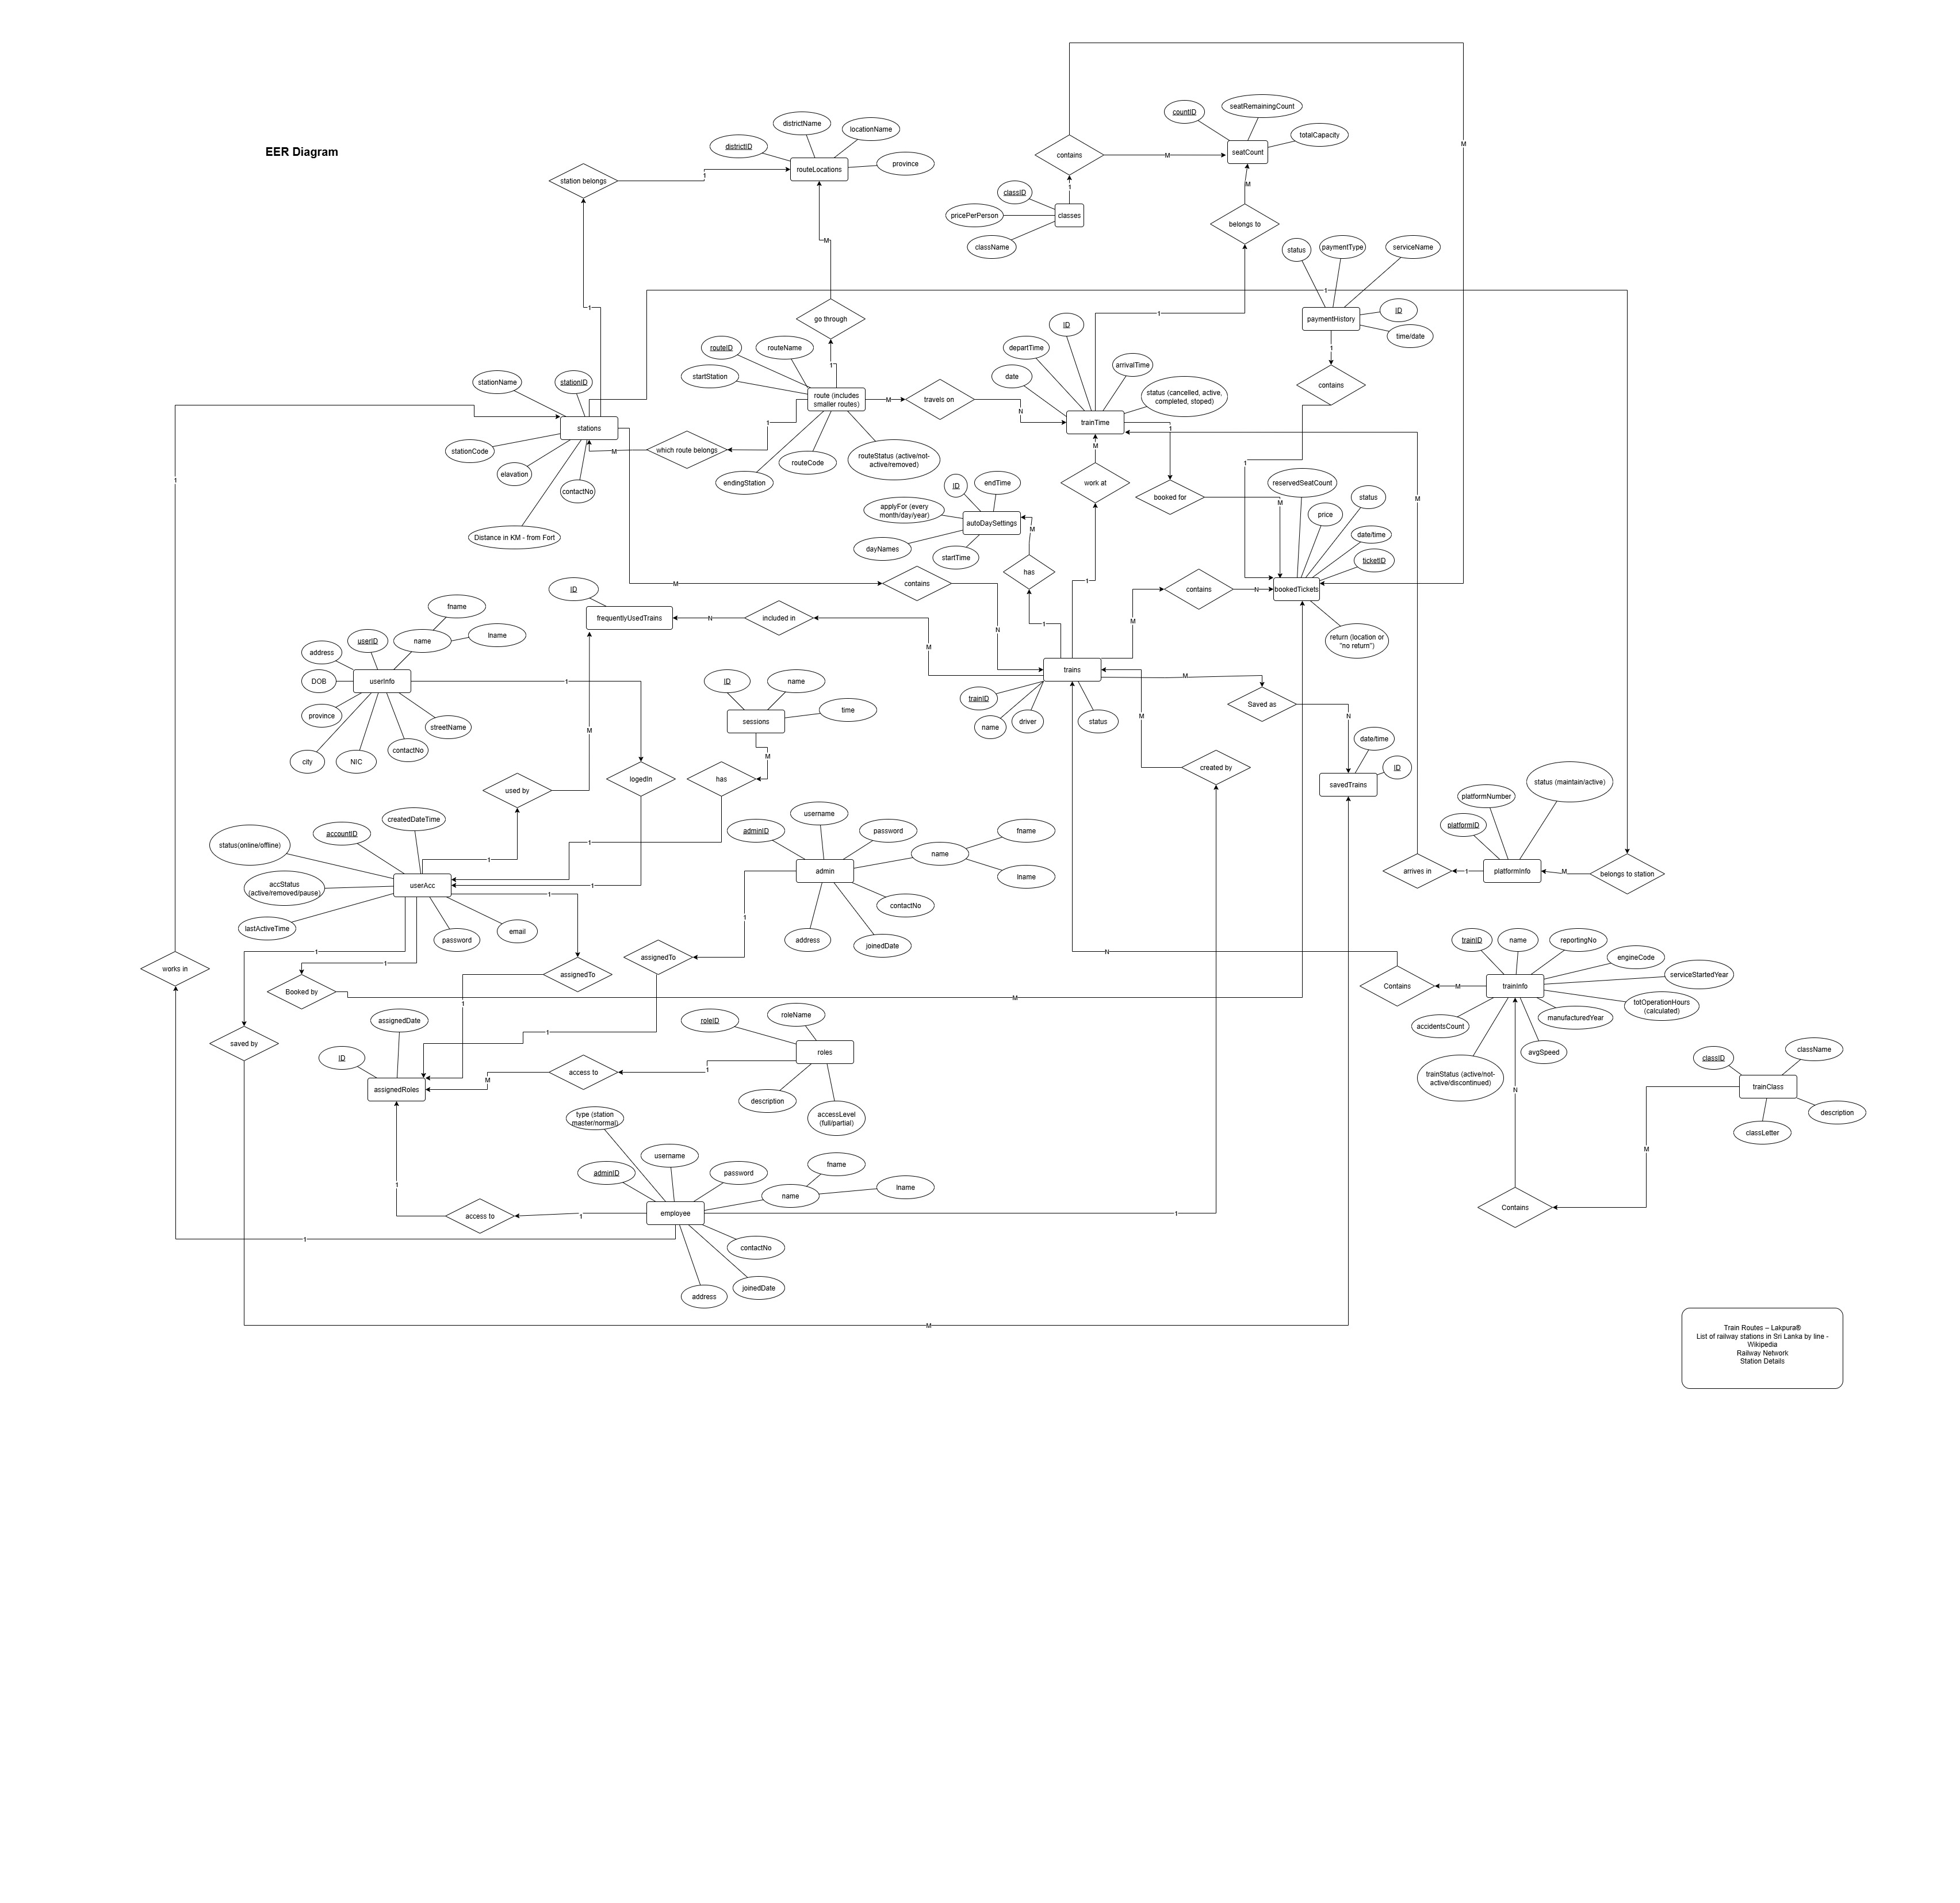 EER Diagram
districtName
locationName
districtID
province
routeLocations
station belongs
1
M
go through
1
1
countID
seatRemainingCount
totalCapacity
seatCount
contains
M
M
1
classID
classes
pricePerPerson
className
M
belongs to
1
1
status
paymentType
serviceName
paymentHistory
ID
time/date
1
contains
1
routeID
routeName
startStation
route (includes
smaller routes)
endingStation
routeCode
routeStatus (active/not-
active/removed)
M
travels on
N
1
which route belongs
M
stationName
stationID
stations
stationCode
elavation
contactNo
Distance in KM - from Fort
1
ID
departTime
arrivalTime
date
status (cancelled, active,
completed, stoped)
trainTime
1
M
work at
1
booked for
M
M
reservedSeatCount
status
price
date/time
ticketID
bookedTickets
return (location or
"no return")
ID
endTime
applyFor (every
month/day/year)
autoDaySettings
dayNames
startTime
M
has
1
M
contains
N
contains
N
M
ID
frequentlyUsedTrains
N
included in
M
trains
trainID
name
driver
status
M
Saved as
N
date/time
ID
savedTrains
M
created by
fname
lname
name
userID
address
DOB
userInfo
province
city
NIC
contactNo
streetName
1
M
used by
1
logedIn
1
ID
name
time
sessions
M
has
1
createdDateTime
accountID
status(online/offline)
accStatus
(active/removed/pause)
userAcc
lastActiveTime
password
email
1
1
1
username
adminID
password
name
fname
lname
admin
contactNo
address
joinedDate
1
assignedTo
1
assignedTo
1
works in
Booked by
M
saved by
assignedDate
ID
assignedRoles
M
access to
1
roleID
roleName
roles
description
accessLevel
(full/partial)
type (station
master/normal)
username
adminID
password
name
fname
lname
employee
contactNo
joinedDate
address
1
access to
1
1
1
M
status (maintain/active)
platformNumber
platformID
platformInfo
arrives in
1
M
belongs to station
N
Contains
M
trainID
name
reportingNo
engineCode
serviceStartedYear
totOperationHours
(calculated)
manufacturedYear
trainInfo
accidentsCount
avgSpeed
trainStatus (active/not-
active/discontinued)
N
Contains
M
classID
className
trainClass
description
classLetter
Train Routes – Lakpura®
List of railway stations in Sri Lanka by line -
Wikipedia
Railway Network
Station Details